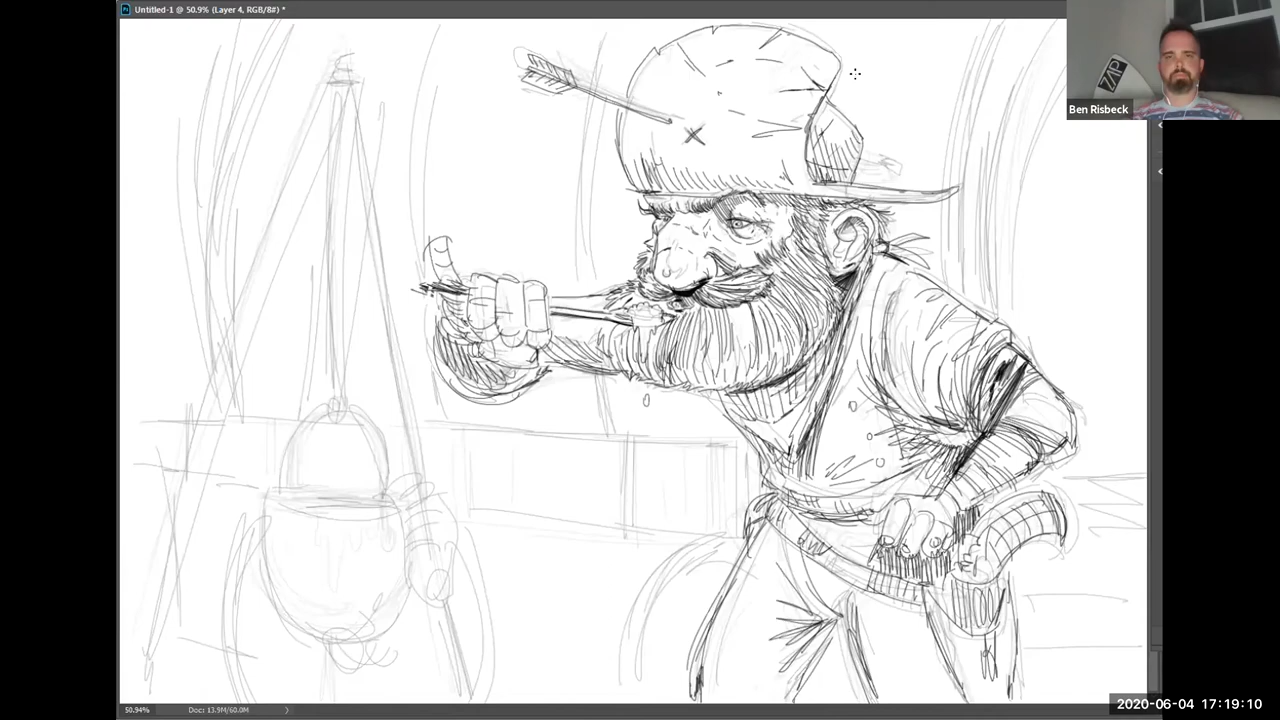 Untitled-1 @ 50.9% (Layer 4, RGB/8#) *
ZAP
Ben Risbeck
50.94%
Doc: 13.9M/60.0M
2020-06-04 17:19:10